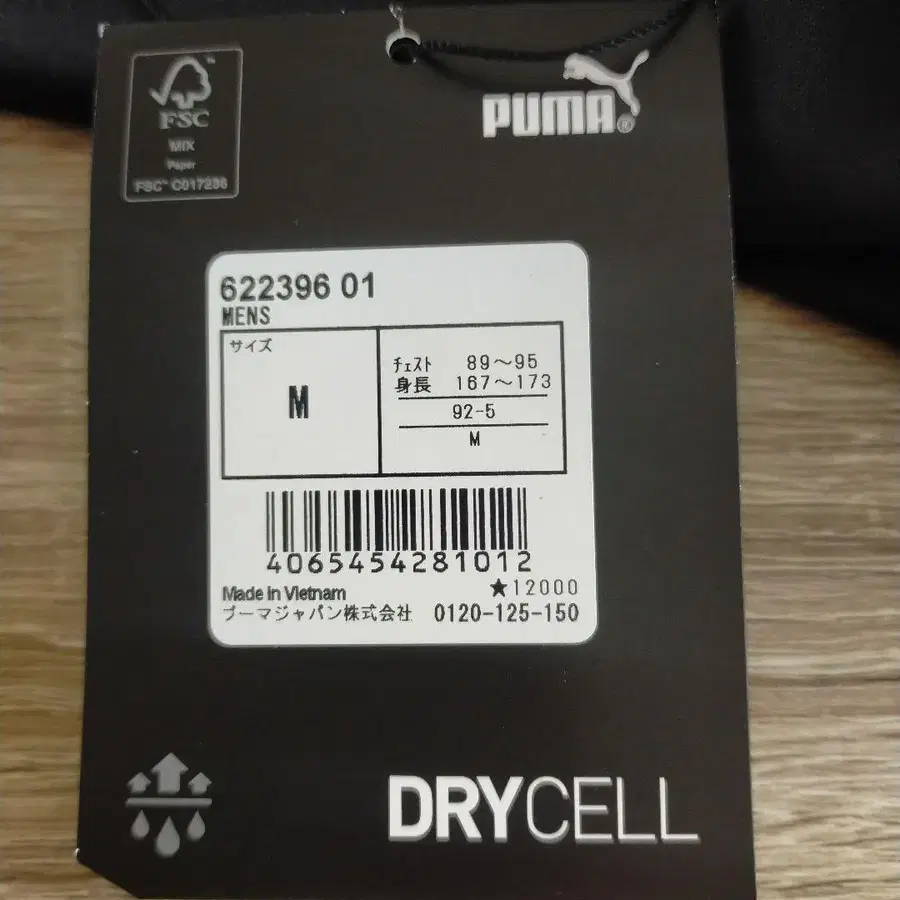 FSC™
MIX
Paper
FSC™ C017236
PUMA®
622396 01
MENS
サイズ
M
チェスト 89～95
身長 167～173
92-5
M
4065454281012
Made in Vietnam
★12000
プーマジャパン株式会社 0120-125-150
DRYCELL